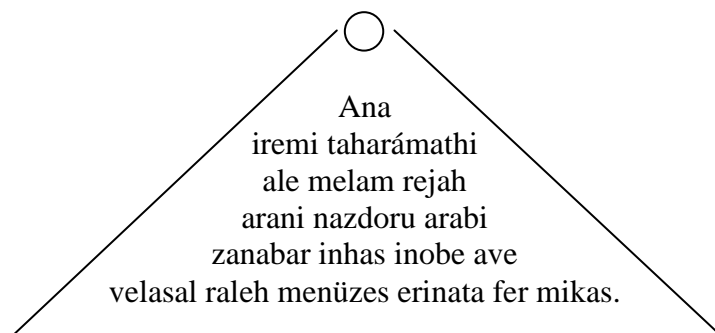 Ana
iremi taharámathi
ale melam rejah
arani nazdoru arabi
zanabar inhas inobe ave
velasal raleh menüzes erinata fer mikas.